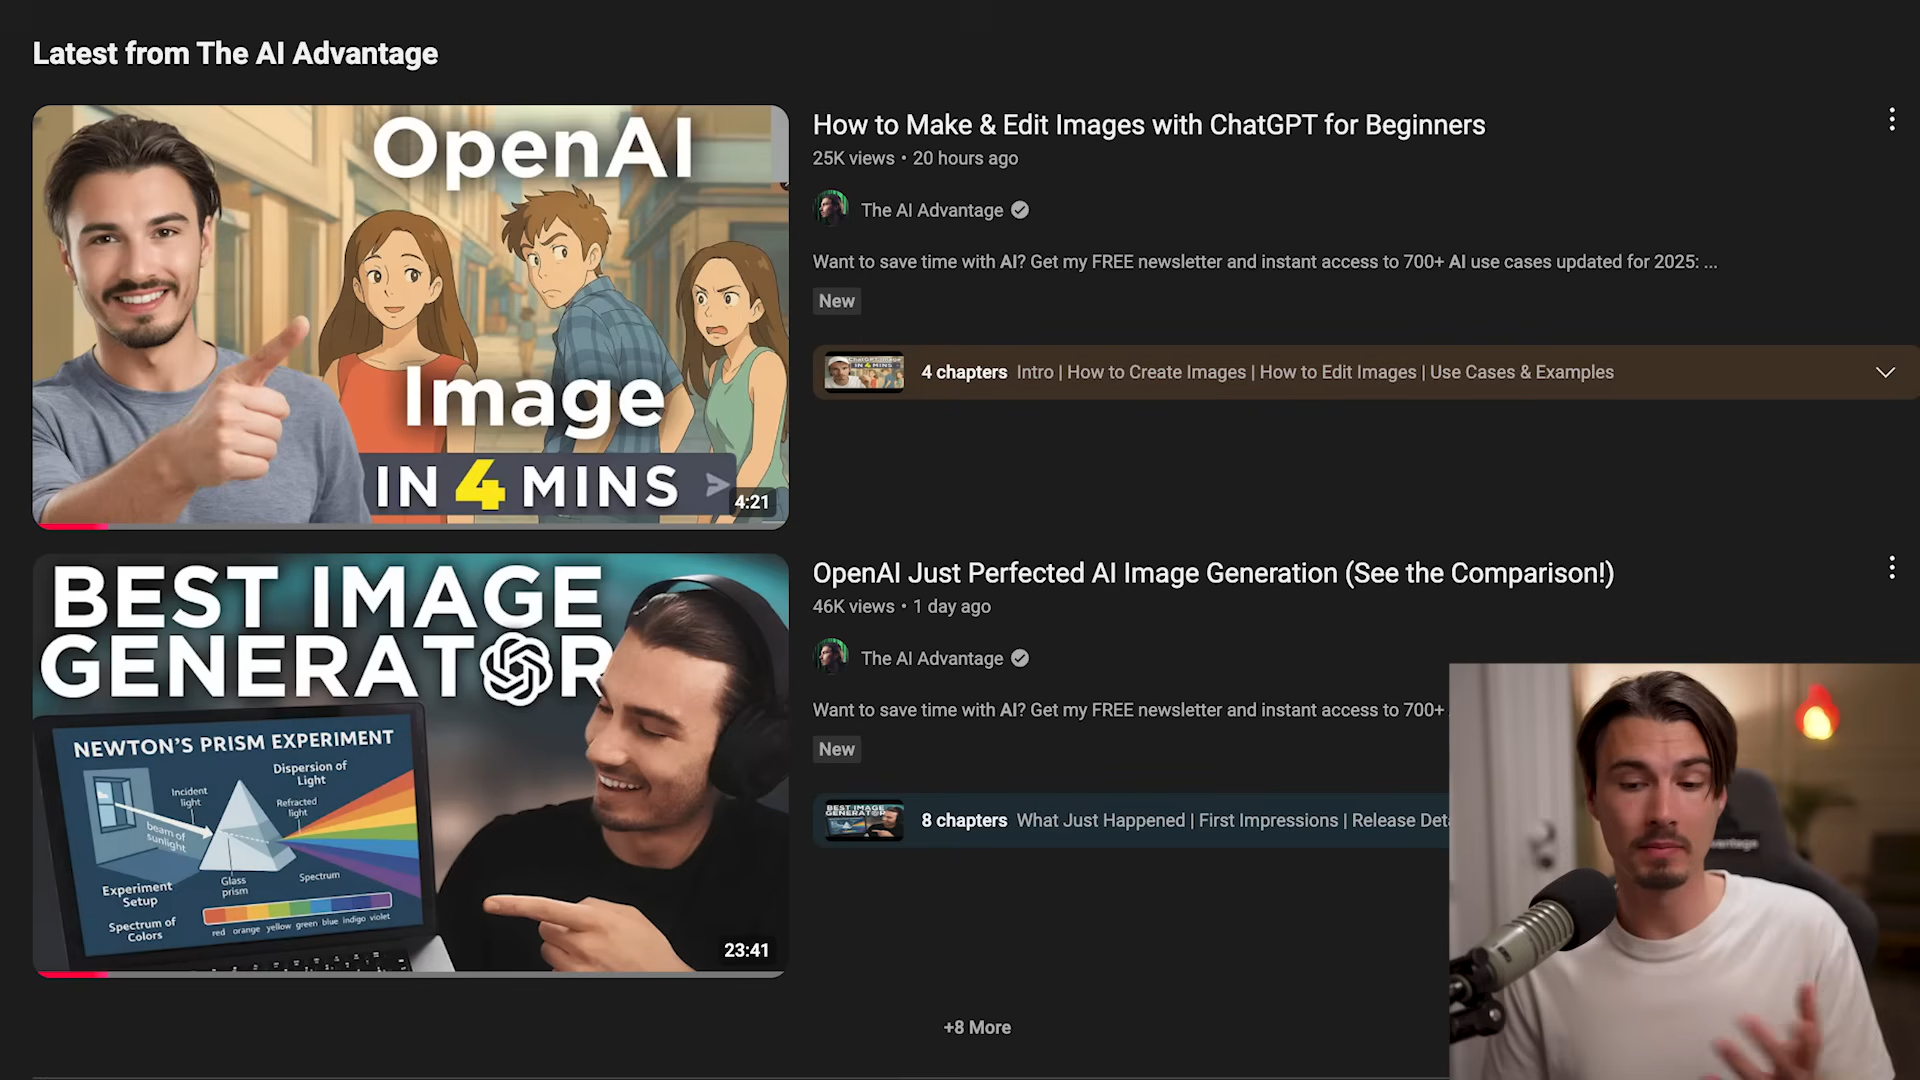 Latest from The AI Advantage
OpenAI
Image
IN 4 MINS
4:21
How to Make & Edit Images with ChatGPT for Beginners
25K views • 20 hours ago
The AI Advantage
Want to save time with AI? Get my FREE newsletter and instant access to 700+ AI use cases updated for 2025: ...
New
4 chapters Intro | How to Create Images | How to Edit Images | Use Cases & Examples
BEST IMAGE
GENERATOR
NEWTON'S PRISM EXPERIMENT
Dispersion of
Light
Incident
light
Refracted
light
beam of
sunlight
Glass
prism
Spectrum
Experiment
Setup
Spectrum of
Colors
red orange yellow green blue indigo violet
23:41
OpenAI Just Perfected AI Image Generation (See the Comparison!)
46K views • 1 day ago
The AI Advantage
Want to save time with AI? Get my FREE newsletter and instant access to 700+
New
BEST IMAGE
GENERATOR
8 chapters What Just Happened | First Impressions | Release Det
+8 More